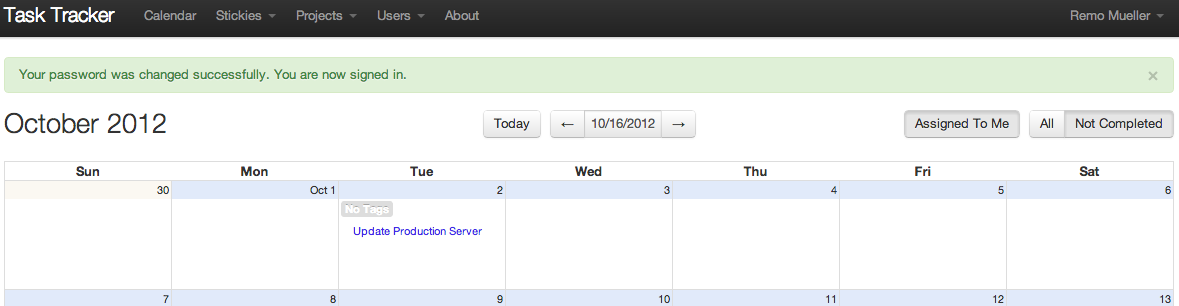 Task Tracker Calendar Stickies Projects Users About Remo Mueller
Your password was changed successfully. You are now signed in. ×
October 2012 Today ← 10/16/2012 → Assigned To Me All Not Completed
Sun Mon Tue Wed Thu Fri Sat
30 Oct 1 2 3 4 5 6
No Tags
Update Production Server
7 8 9 10 11 12 13